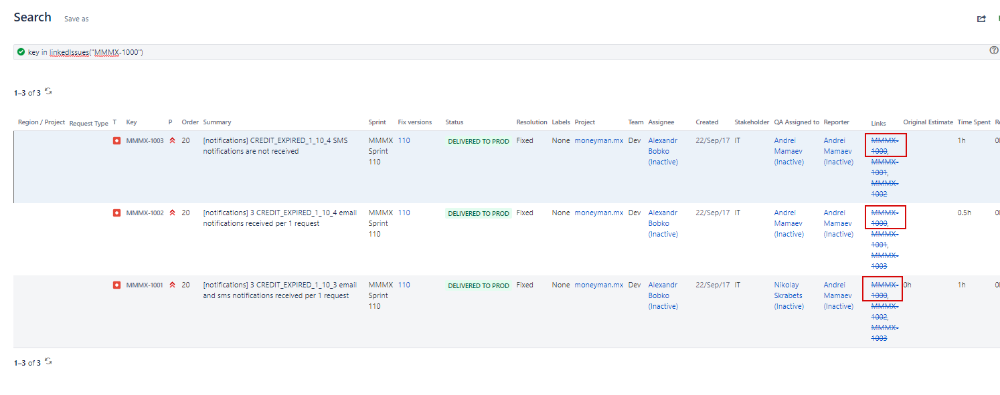 Search Save as
key in linkedIssues("MMMX-1000")
1–3 of 3
Region / Project Request Type T Key P Order Summary Sprint Fix versions Status Resolution Labels Project Team Assignee Created Stakeholder QA Assigned to Reporter Links Original Estimate Time Spent
MMMX-1003 20 [notifications] CREDIT_EXPIRED_1_10_4 SMS MMMX 110 DELIVERED TO PROD Fixed None moneyman.mx Dev Alexandr 22/Sep/17 IT Andrei Andrei MMMX- 1h
notifications are not received Sprint Bobko Mamaev Mamaev 1000,
110 (Inactive) (Inactive) (Inactive) MMMX-
1001,
MMMX-
1002
MMMX-1002 20 [notifications] 3 CREDIT_EXPIRED_1_10_4 email MMMX 110 DELIVERED TO PROD Fixed None moneyman.mx Dev Alexandr 22/Sep/17 IT Andrei Andrei MMMX- 0.5h
notifications received per 1 request Sprint Bobko Mamaev Mamaev 1000,
110 (Inactive) (Inactive) (Inactive) MMMX-
1001,
MMMX-
1003
MMMX-1001 20 [notifications] 3 CREDIT_EXPIRED_1_10_3 email MMMX 110 DELIVERED TO PROD Fixed None moneyman.mx Dev Alexandr 22/Sep/17 IT Nikolay Andrei MMMX- 0h 1h
and sms notifications received per 1 request Sprint Bobko Skrabets Mamaev 1000,
110 (Inactive) (Inactive) (Inactive) MMMX-
1002,
MMMX-
1003
1–3 of 3